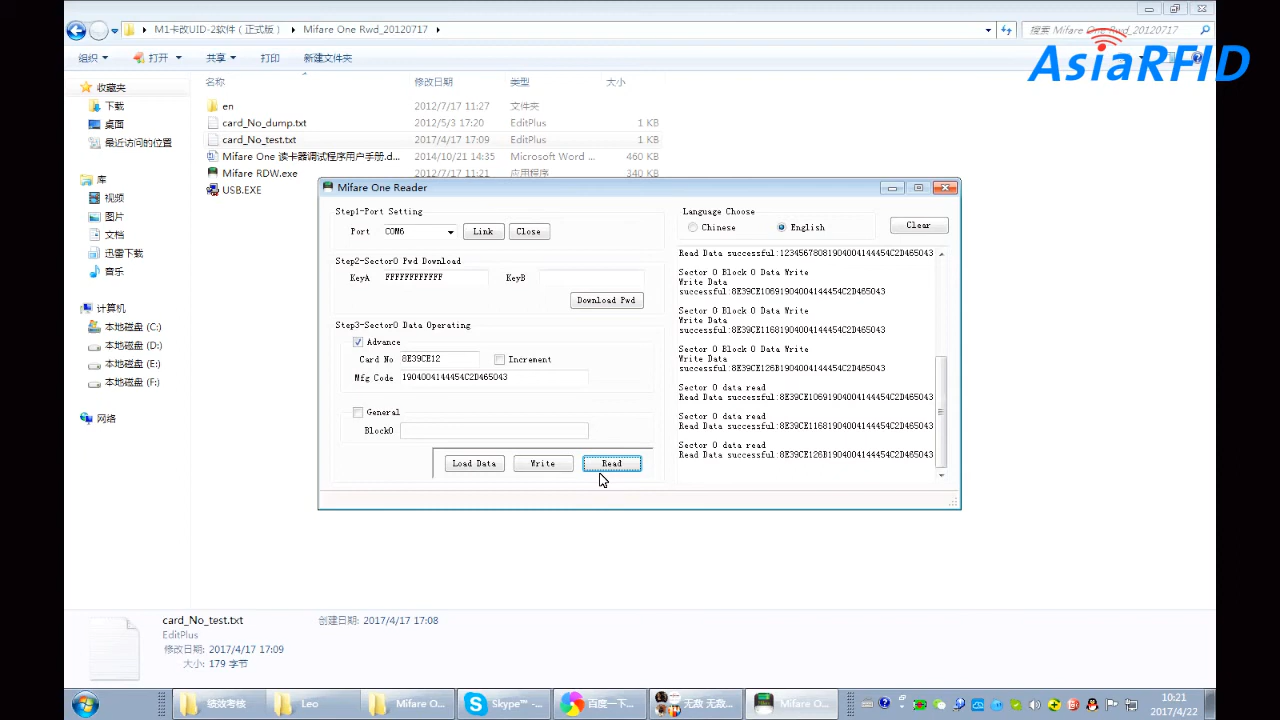 M1卡改UID-2软件（正式版） Mifare One Rwd_20120717
搜索 Mifare One Rwd_20120717
AsiaRFID
组织 打开 共享 打印 新建文件夹
收藏夹
下载
桌面
最近访问的位置
库
视频
图片
文档
迅雷下载
音乐
计算机
本地磁盘 (C:)
本地磁盘 (D:)
本地磁盘 (E:)
本地磁盘 (F:)
网络
名称 修改日期 类型 大小
en 2012/7/17 11:27 文件夹
card_No_dump.txt 2012/5/3 17:20 EditPlus 1 KB
card_No_test.txt 2017/4/17 17:09 EditPlus 1 KB
Mifare One 读卡器调试程序用户手册.d... 2014/10/21 14:35 Microsoft Word ... 460 KB
Mifare RDW.exe 2012/7/17 11:21 应用程序 340 KB
USB.EXE
Mifare One Reader
Step1-Port Setting
Port COM6 Link Close
Step2-Sector0 Pwd Download
KeyA FFFFFFFFFFFF KeyB
Download Pwd
Step3-Sector0 Data Operating
Advance
Card No 8E39CE12 Increment
Mfg Code 1904004144454C2D465043
General
Block0
Load Data Write Read
Language Choose
Chinese English Clear
Read Data successful:12345678081904004144454C2D465043
Sector 0 Block 0 Data Write
Write Data
successful:8E39CE10691904004144454C2D465043
Sector 0 Block 0 Data Write
Write Data
successful:8E39CE11681904004144454C2D465043
Sector 0 Block 0 Data Write
Write Data
successful:8E39CE126B1904004144454C2D465043
Sector 0 data read
Read Data successful:8E39CE10691904004144454C2D465043
Sector 0 data read
Read Data successful:8E39CE11681904004144454C2D465043
Sector 0 data read
Read Data successful:8E39CE126B1904004144454C2D465043
card_No_test.txt 创建日期: 2017/4/17 17:08
EditPlus
修改日期: 2017/4/17 17:09
大小: 179 字节
绩效考核 Leo Mifare O... Skype™ -... 百度一下... 无敌 无敌... Mifare O...
10:21
2017/4/22